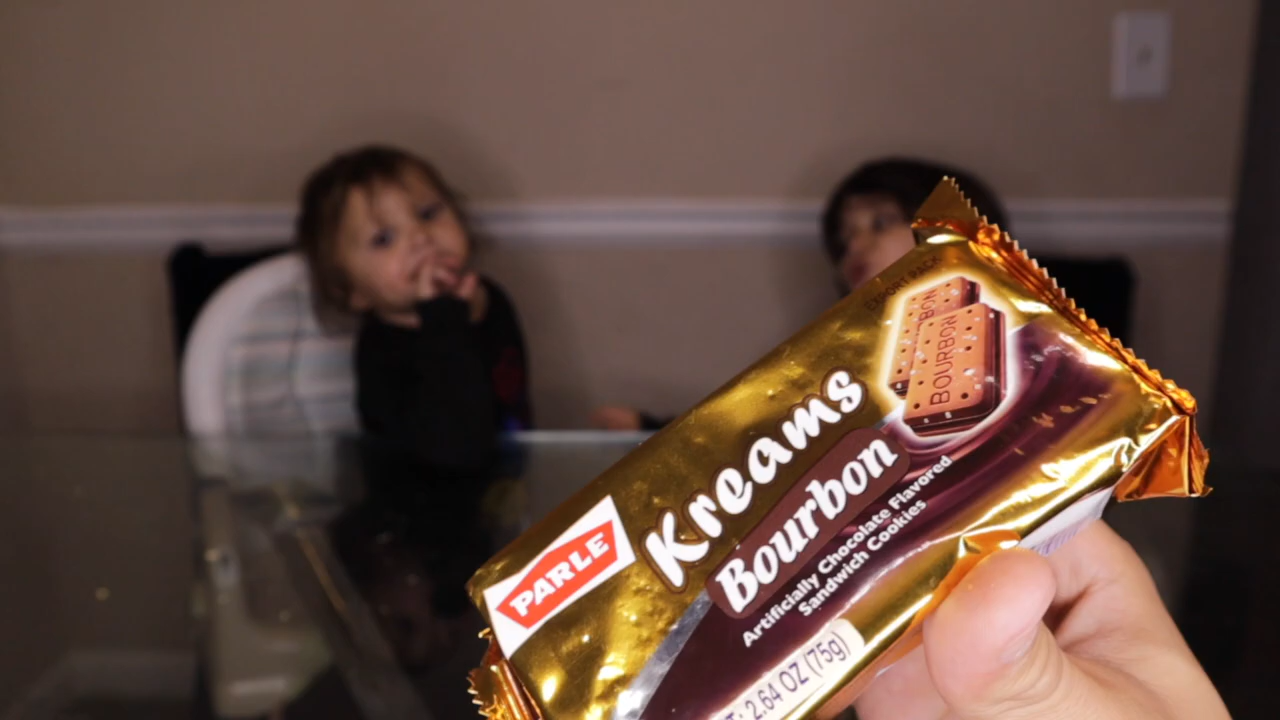 EXPORT PACK
BOURBON
BOURBON
Kreams
Bourbon
PARLE
Artificially Chocolate Flavored
Sandwich Cookies
2.64 OZ (75g)